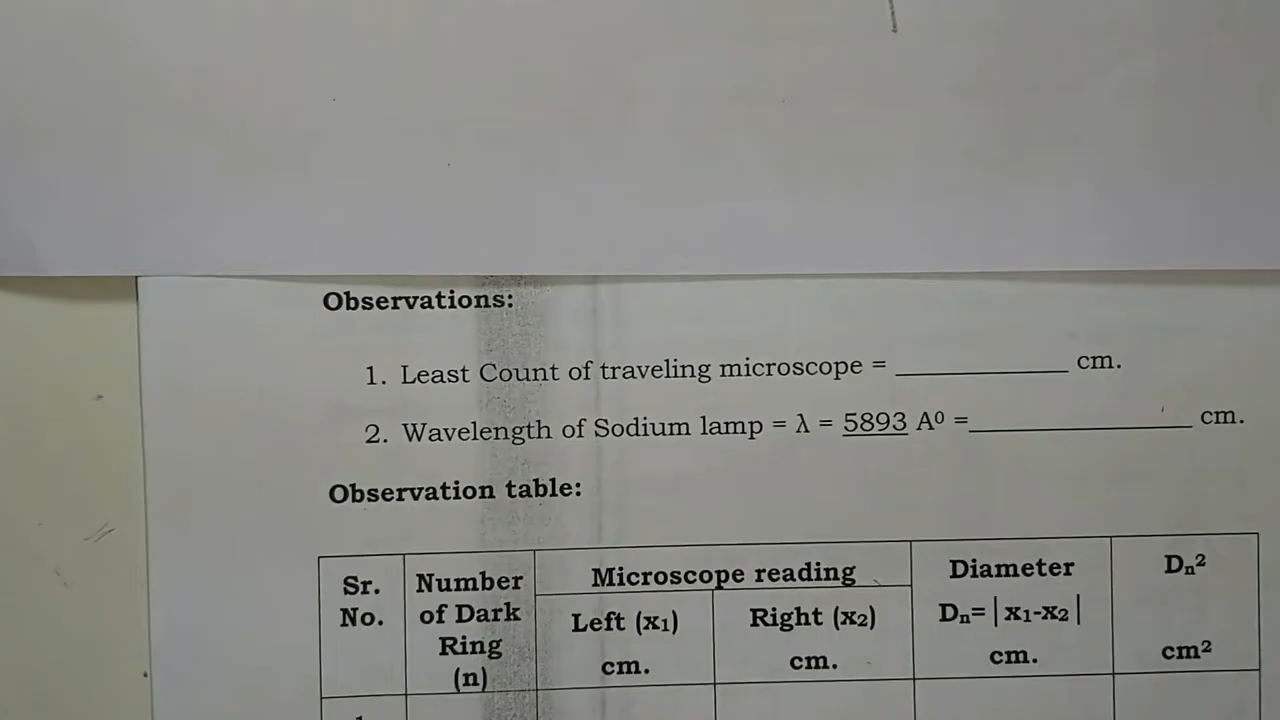 Observations:
1. Least Count of traveling microscope = __________ cm.
2. Wavelength of Sodium lamp = λ = 5893 A⁰ =_____________ cm.
Observation table:
Sr. No.
Number of Dark Ring (n)
Microscope reading
Left (x₁) cm.
Right (x₂) cm.
Diameter Dₙ=|x₁-x₂| cm.
Dₙ² cm²